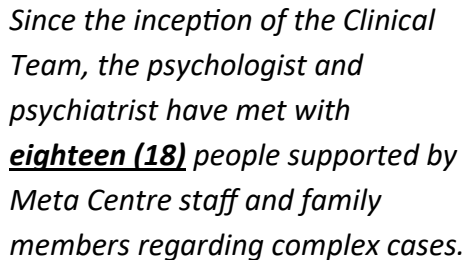 Since the inception of the Clinical
Team, the psychologist and
psychiatrist have met with
eighteen (18) people supported by
Meta Centre staff and family
members regarding complex cases.